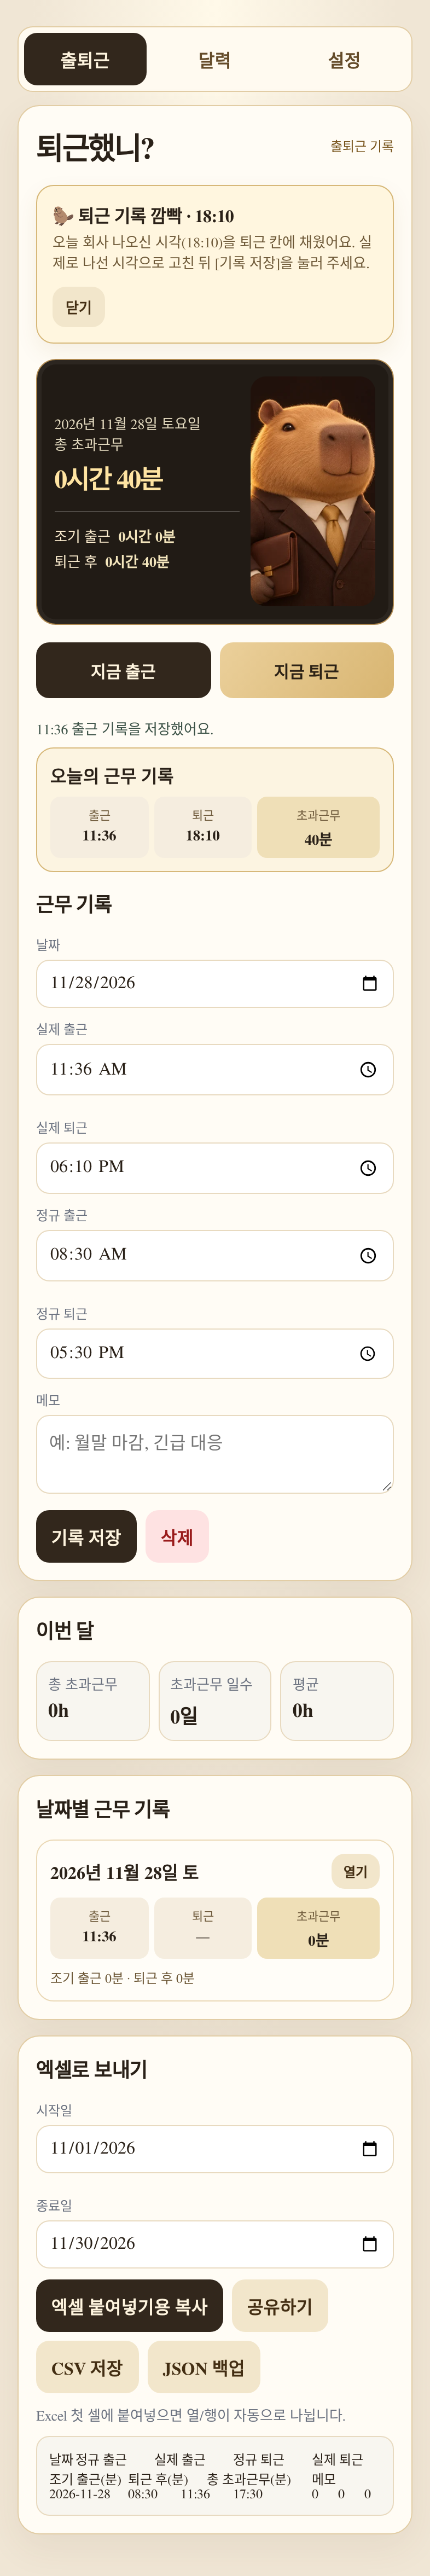 출퇴근
달력
설정
퇴근했니?
출퇴근 기록
🦫 퇴근 기록 깜빡 · 18:10
오늘 회사 나오신 시각(18:10)을 퇴근 칸에 채웠어요. 실
제로 나선 시각으로 고친 뒤 [기록 저장]을 눌러 주세요.
닫기
2026년 11월 28일 토요일
총 초과근무
0시간 40분
조기 출근 0시간 0분
퇴근 후 0시간 40분
지금 출근
지금 퇴근
11:36 출근 기록을 저장했어요.
오늘의 근무 기록
출근
11:36
퇴근
18:10
초과근무
40분
근무 기록
날짜
11/28/2026
실제 출근
11:36 AM
실제 퇴근
06:10 PM
정규 출근
08:30 AM
정규 퇴근
05:30 PM
메모
예: 월말 마감, 긴급 대응
기록 저장
삭제
이번 달
총 초과근무
0h
초과근무 일수
0일
평균
0h
날짜별 근무 기록
2026년 11월 28일 토
열기
출근
11:36
퇴근
—
초과근무
0분
조기 출근 0분 · 퇴근 후 0분
엑셀로 보내기
시작일
11/01/2026
종료일
11/30/2026
엑셀 붙여넣기용 복사
공유하기
CSV 저장
JSON 백업
Excel 첫 셀에 붙여넣으면 열/행이 자동으로 나뉩니다.
날짜 정규 출근 실제 출근 정규 퇴근 실제 퇴근
조기 출근(분) 퇴근 후(분) 총 초과근무(분) 메모
2026-11-28 08:30 11:36 17:30 0 0 0